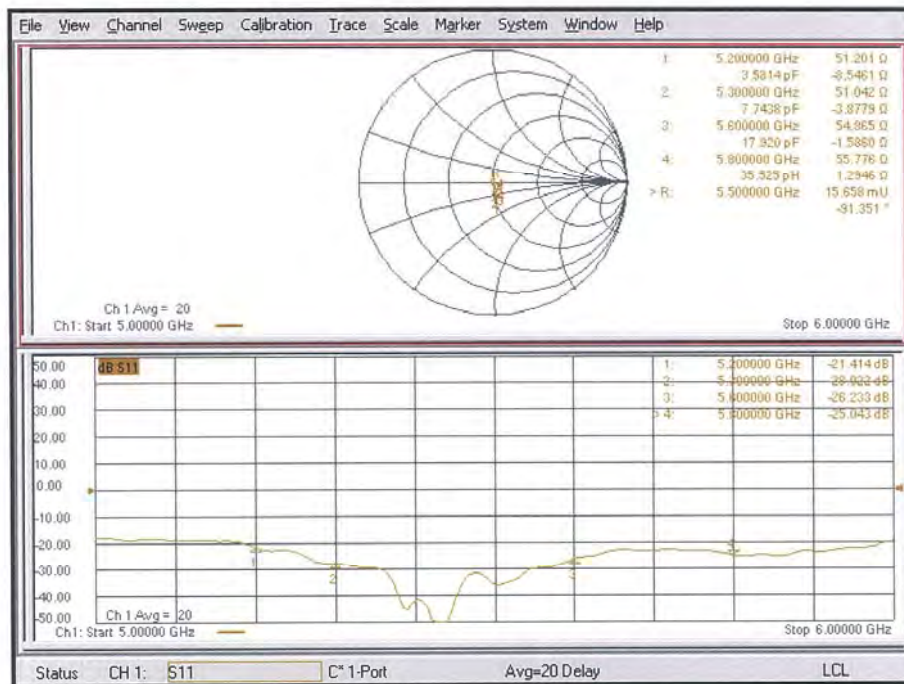 File View Channel Sweep Calibration Trace Scale Marker System Window Help
1: 5.200000 GHz 51.201 Ω
3.5814 pF -8.5461 Ω
2: 5.300000 GHz 51.042 Ω
7.7438 pF -3.8779 Ω
3: 5.600000 GHz 54.865 Ω
17.920 pF -1.5860 Ω
4: 5.800000 GHz 55.776 Ω
35.525 pH 1.2946 Ω
> R: 5.500000 GHz 15.658 mU
-91.351 °
Ch 1 Avg = 20
Ch1: Start 5.00000 GHz
Stop 6.00000 GHz
50.00
dB S11
1: 5.200000 GHz -21.414 dB
40.00
2: 5.300000 GHz dB
30.00
3: 5.600000 GHz -26.233 dB
20.00
> 4: 5.800000 GHz -25.043 dB
10.00
0.00
-10.00
-20.00
1
4
-30.00
2
3
-40.00
-50.00
Ch 1 Avg = 20
Ch1: Start 5.00000 GHz
Stop 6.00000 GHz
Status CH 1: S11 C* 1-Port Avg=20 Delay LCL